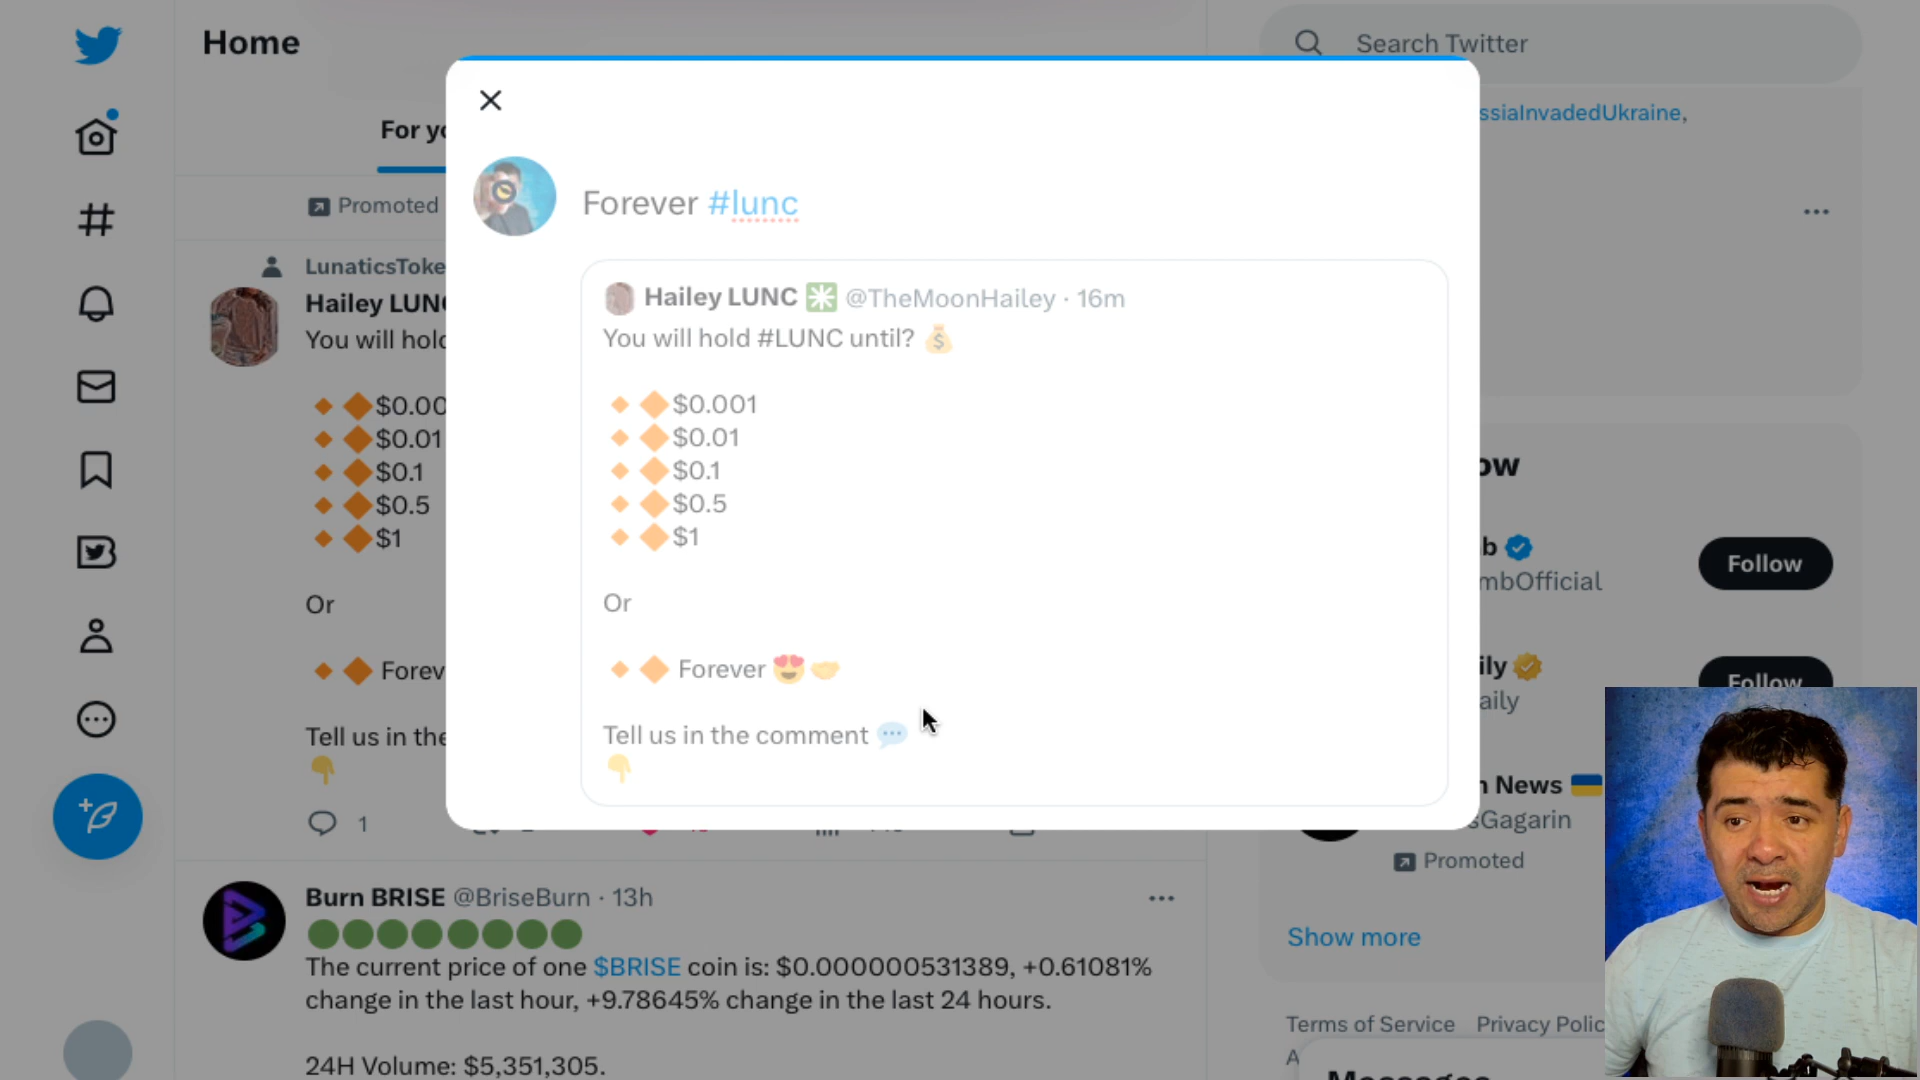 Home
Search Twitter
For yo
ssiaInvadedUkraine,
Promoted
Forever #lunc
LunaticsToke
Hailey LUNC
You will hold
$0.00
$0.01
$0.1
$0.5
$1
Or
Forev
Tell us in the
1
Hailey LUNC @TheMoonHailey · 16m
You will hold #LUNC until?
$0.001
$0.01
$0.1
$0.5
$1
Or
Forever
Tell us in the comment
ow
b
mbOfficial
Follow
ily
aily
Follow
n News
sGagarin
Promoted
Show more
Burn BRISE @BriseBurn · 13h
The current price of one $BRISE coin is: $0.000000531389, +0.61081%
change in the last hour, +9.78645% change in the last 24 hours.
24H Volume: $5,351,305.
Terms of Service Privacy Polic
A
Messages